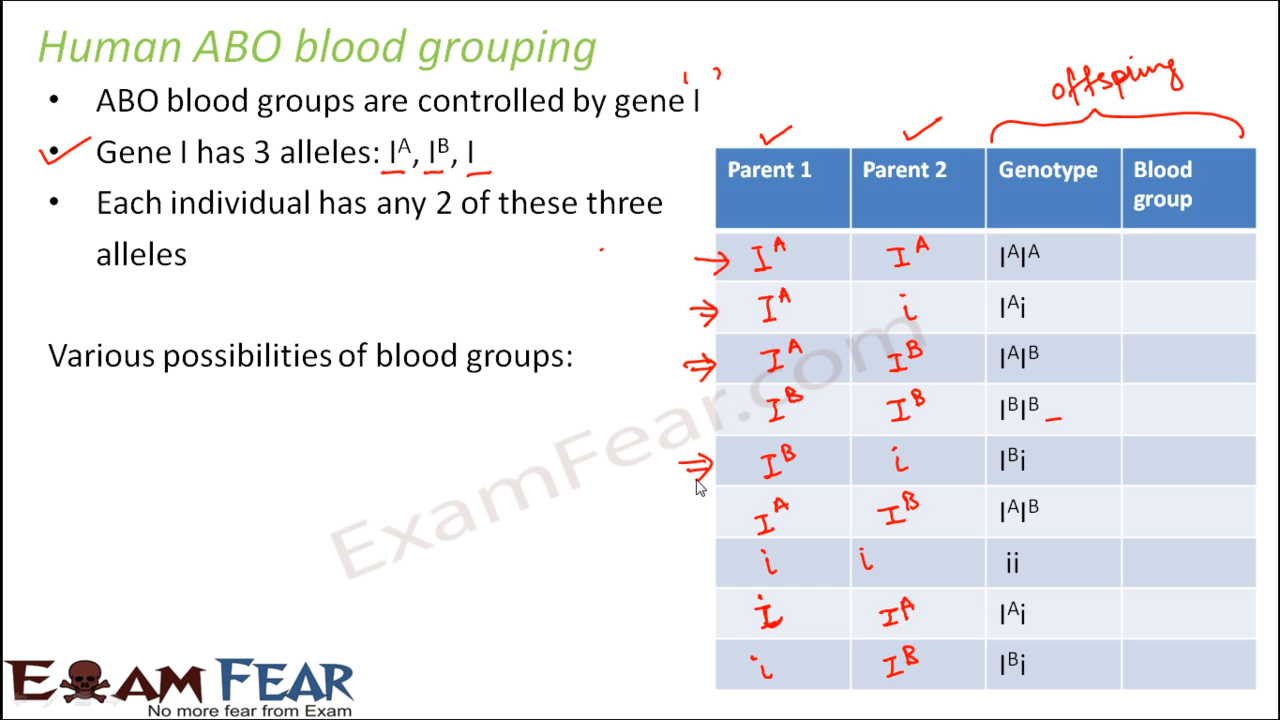 Human ABO blood grouping
• ABO blood groups are controlled by gene 'I'
• Gene I has 3 alleles: Iᴬ, Iᴮ, I
• Each individual has any 2 of these three
alleles
Various possibilities of blood groups:
offspring
Parent 1 Parent 2 Genotype Blood group
Iᴬ Iᴬ IᴬIᴬ
Iᴬ i Iᴬi
Iᴬ Iᴮ IᴬIᴮ
Iᴮ Iᴮ IᴮIᴮ
Iᴮ i Iᴮi
Iᴬ Iᴮ IᴬIᴮ
i i ii
i Iᴬ Iᴬi
i Iᴮ Iᴮi
ExamFear.com
EXAM FEAR
No more fear from Exam